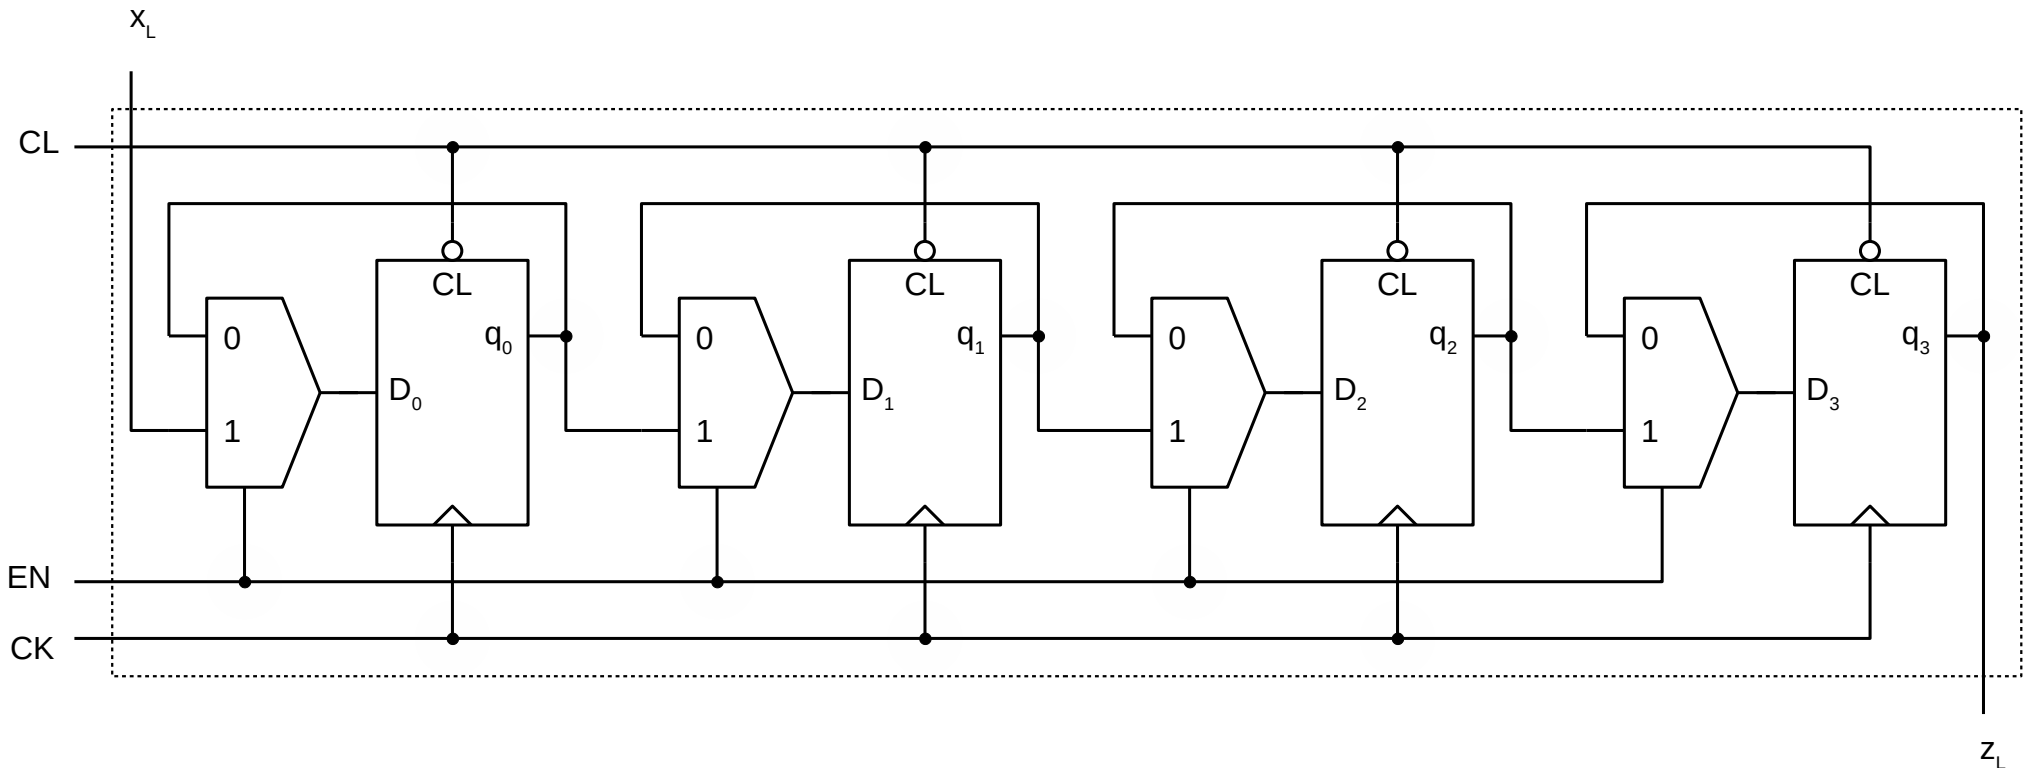 xL
CL
CL CL CL CL
0 q0 0 q1 0 q2 0 q3
D0 D1 D2 D3
1 1 1 1
EN
CK
zL